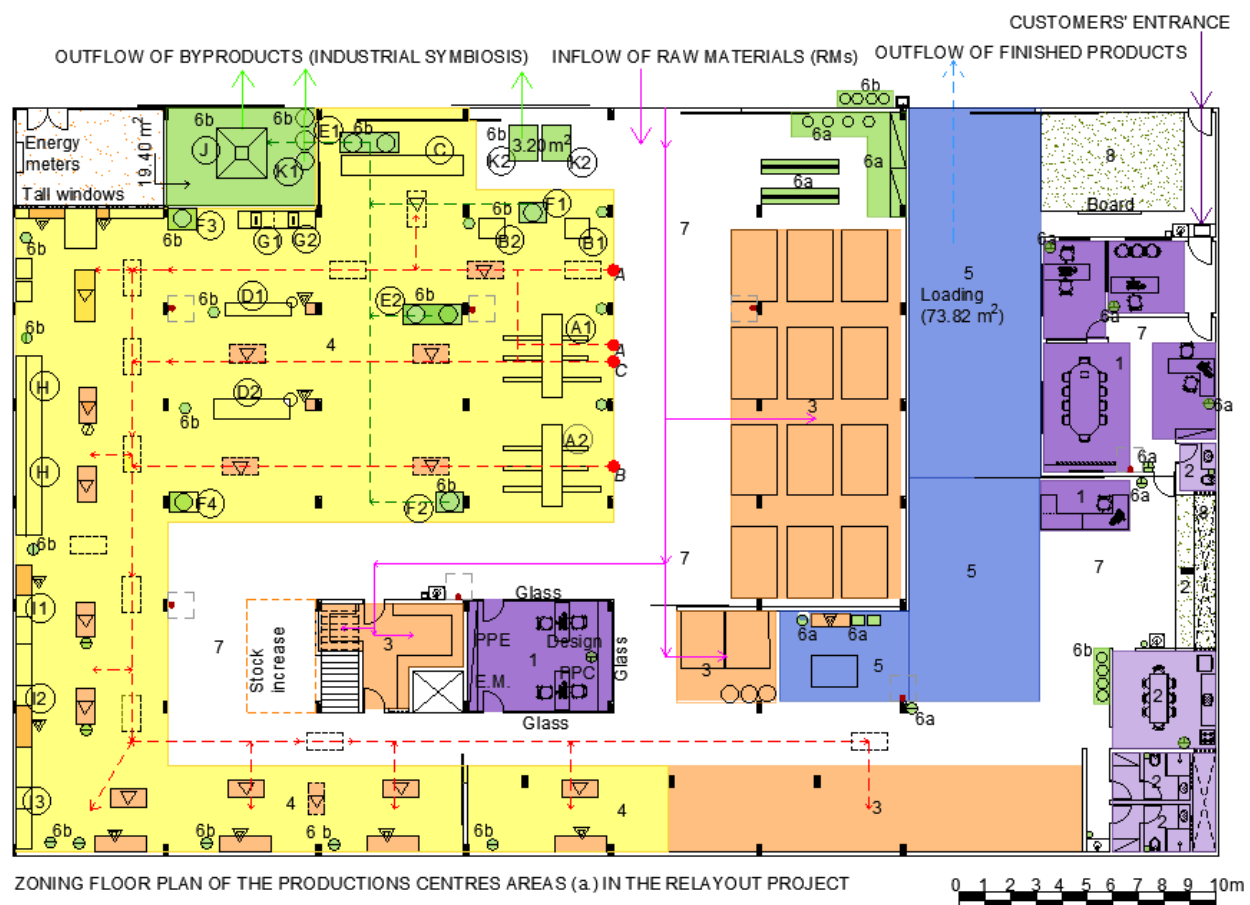 CUSTOMERS' ENTRANCE
OUTFLOW OF BYPRODUCTS (INDUSTRIAL SYMBIOSIS)
INFLOW OF RAW MATERIALS (RMs)
OUTFLOW OF FINISHED PRODUCTS
6b
6b 6b E1 6b C
Energy
meters
19.40 m²
J
K1
6b
K2
3.20 m²
K2
6a
6a
6a
8
Tall windows
Board
F3
6b
G1
G2
6b
F1
B2
B1
7
6b
6a
A
5
Loading
(73.82 m²)
6b
D1
E2
6b
6a
6b
4
A1
A
C
7
1
H
D2
6b
3
6a
A2
H
B
6a
2
F4
F2
6b
6a
1
8
6b
7
5
7
2
Glass
I1
7
Stock
increase
3
PPE
Design
1
PPC
E.M.
Glass
Glass
3
6a
6a
5
6b
2
I2
6a
I3
4
4
3
2
2
6b
6b
6b
6b
ZONING FLOOR PLAN OF THE PRODUCTIONS CENTRES AREAS (a) IN THE RELAYOUT PROJECT
0 1 2 3 4 5 6 7 8 9 10m